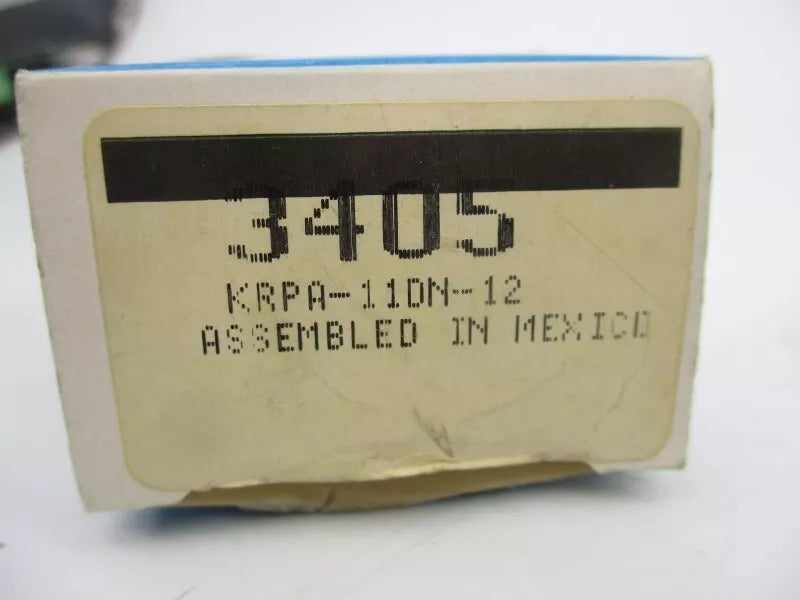 3405
KRPA-11DN-12
ASSEMBLED IN MEXICO